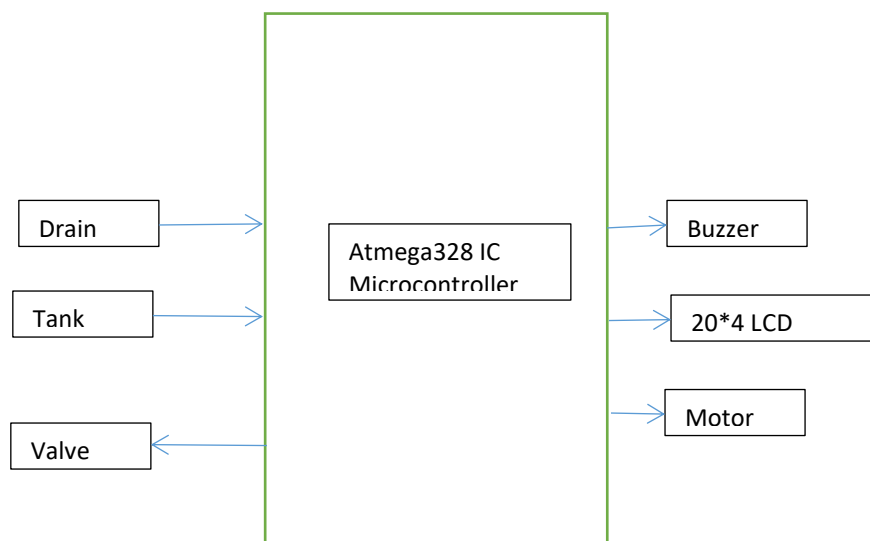 Drain
Tank
Valve
Atmega328 IC
Microcontroller
Buzzer
20*4 LCD
Motor